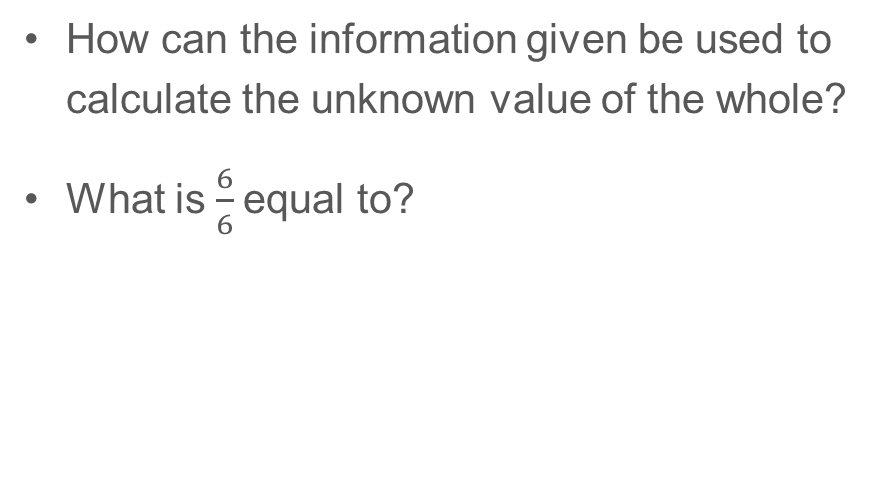 • How can the information given be used to
calculate the unknown value of the whole?
• What is 6/6 equal to?